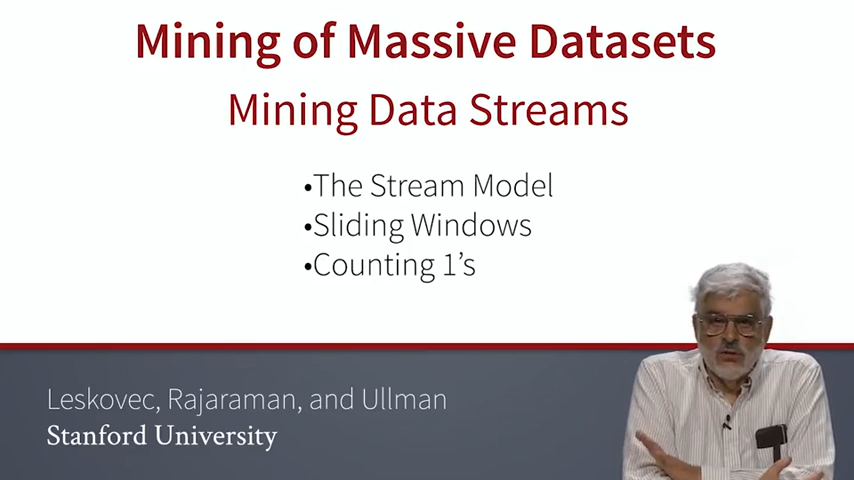 Mining of Massive Datasets
Mining Data Streams
•The Stream Model
•Sliding Windows
•Counting 1’s
Leskovec, Rajaraman, and Ullman
Stanford University